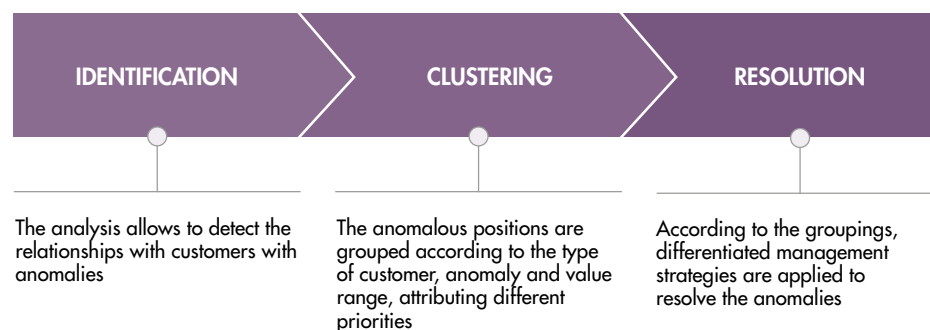 IDENTIFICATION
CLUSTERING
RESOLUTION
The analysis allows to detect the
relationships with customers with
anomalies
The anomalous positions are
grouped according to the type
of customer, anomaly and value
range, attributing different
priorities
According to the groupings,
differentiated management
strategies are applied to
resolve the anomalies